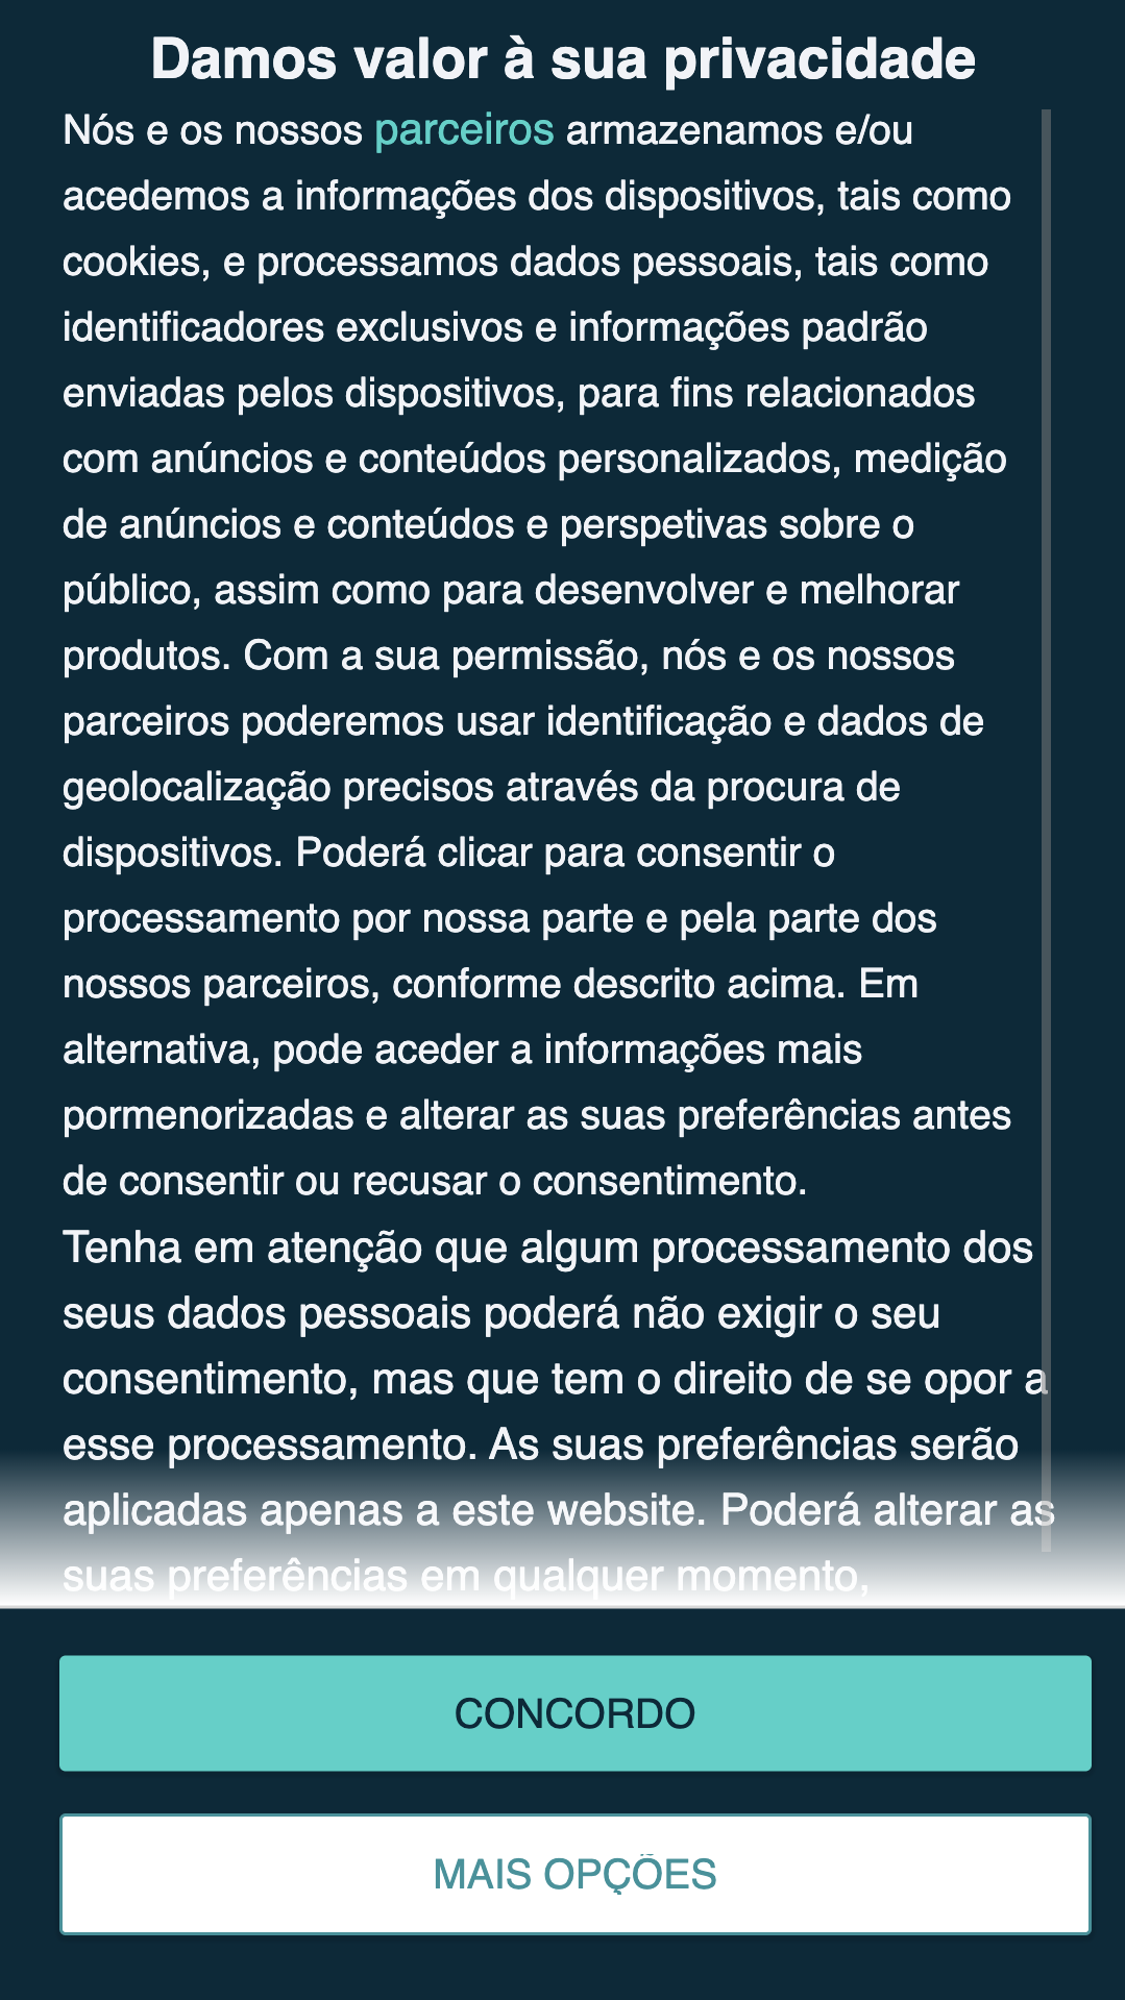 Damos valor à sua privacidade
Nós e os nossos parceiros armazenamos e/ou
acedemos a informações dos dispositivos, tais como
cookies, e processamos dados pessoais, tais como
identificadores exclusivos e informações padrão
enviadas pelos dispositivos, para fins relacionados
com anúncios e conteúdos personalizados, medição
de anúncios e conteúdos e perspetivas sobre o
público, assim como para desenvolver e melhorar
produtos. Com a sua permissão, nós e os nossos
parceiros poderemos usar identificação e dados de
geolocalização precisos através da procura de
dispositivos. Poderá clicar para consentir o
processamento por nossa parte e pela parte dos
nossos parceiros, conforme descrito acima. Em
alternativa, pode aceder a informações mais
pormenorizadas e alterar as suas preferências antes
de consentir ou recusar o consentimento.
Tenha em atenção que algum processamento dos
seus dados pessoais poderá não exigir o seu
consentimento, mas que tem o direito de se opor a
esse processamento. As suas preferências serão
aplicadas apenas a este website. Poderá alterar as
suas preferências em qualquer momento,
CONCORDO
MAIS OPÇÕES